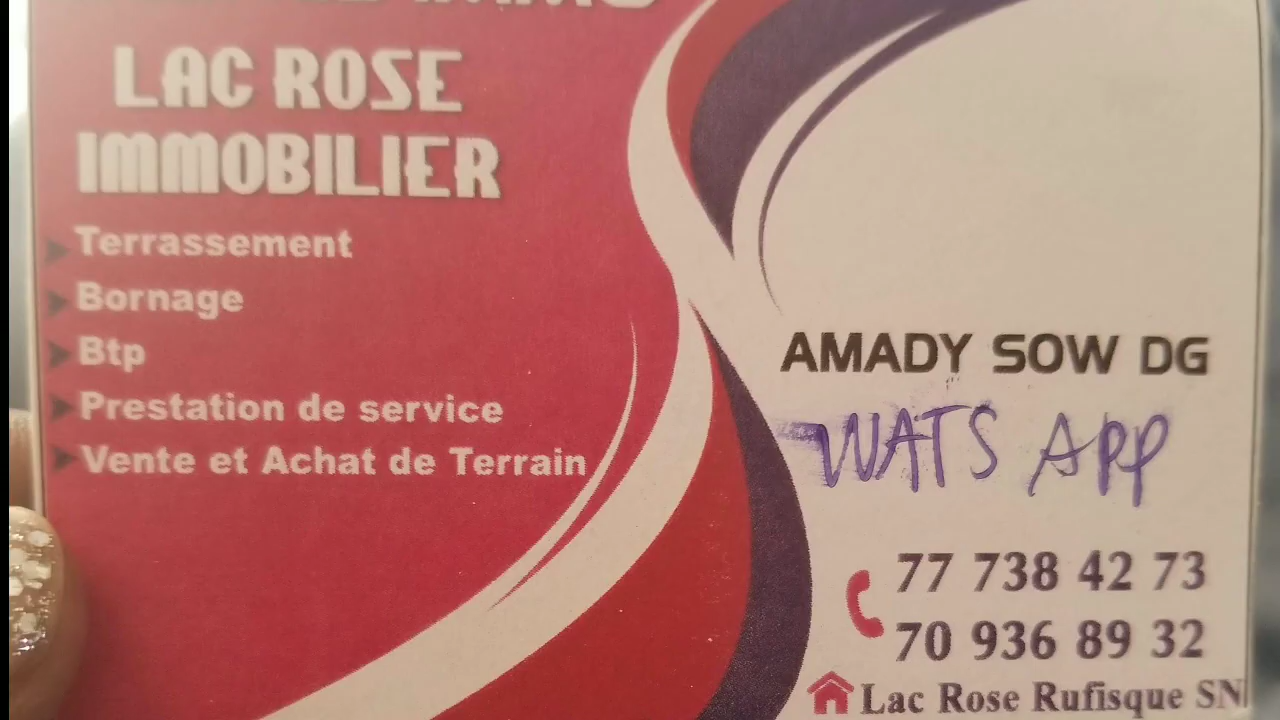 LAC ROSE
IMMOBILIER
Terrassement
Bornage
Btp
Prestation de service
Vente et Achat de Terrain
AMADY SOW DG
WATS APP
77 738 42 73
70 936 89 32
Lac Rose Rufisque SN